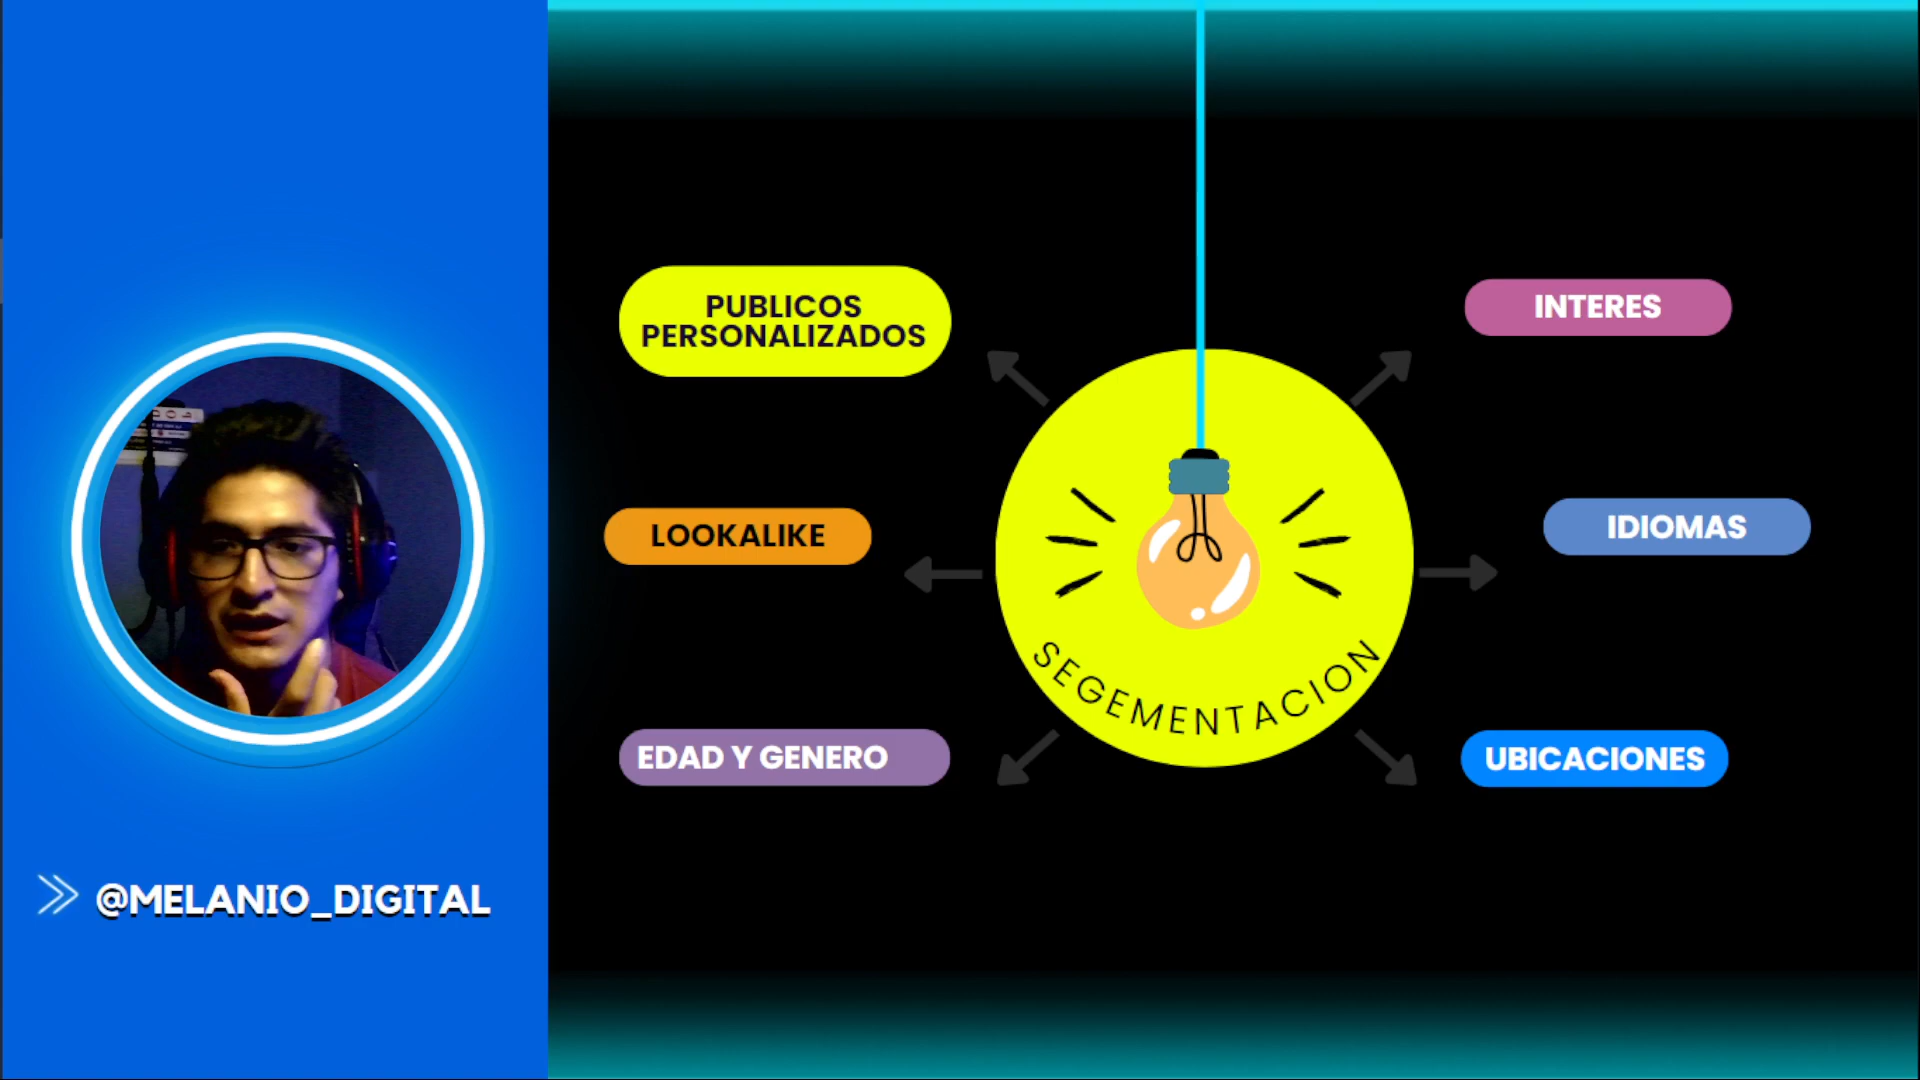 PUBLICOS
PERSONALIZADOS
INTERES
LOOKALIKE
IDIOMAS
SEGEMENTACION
EDAD Y GENERO
UBICACIONES
@MELANIO_DIGITAL